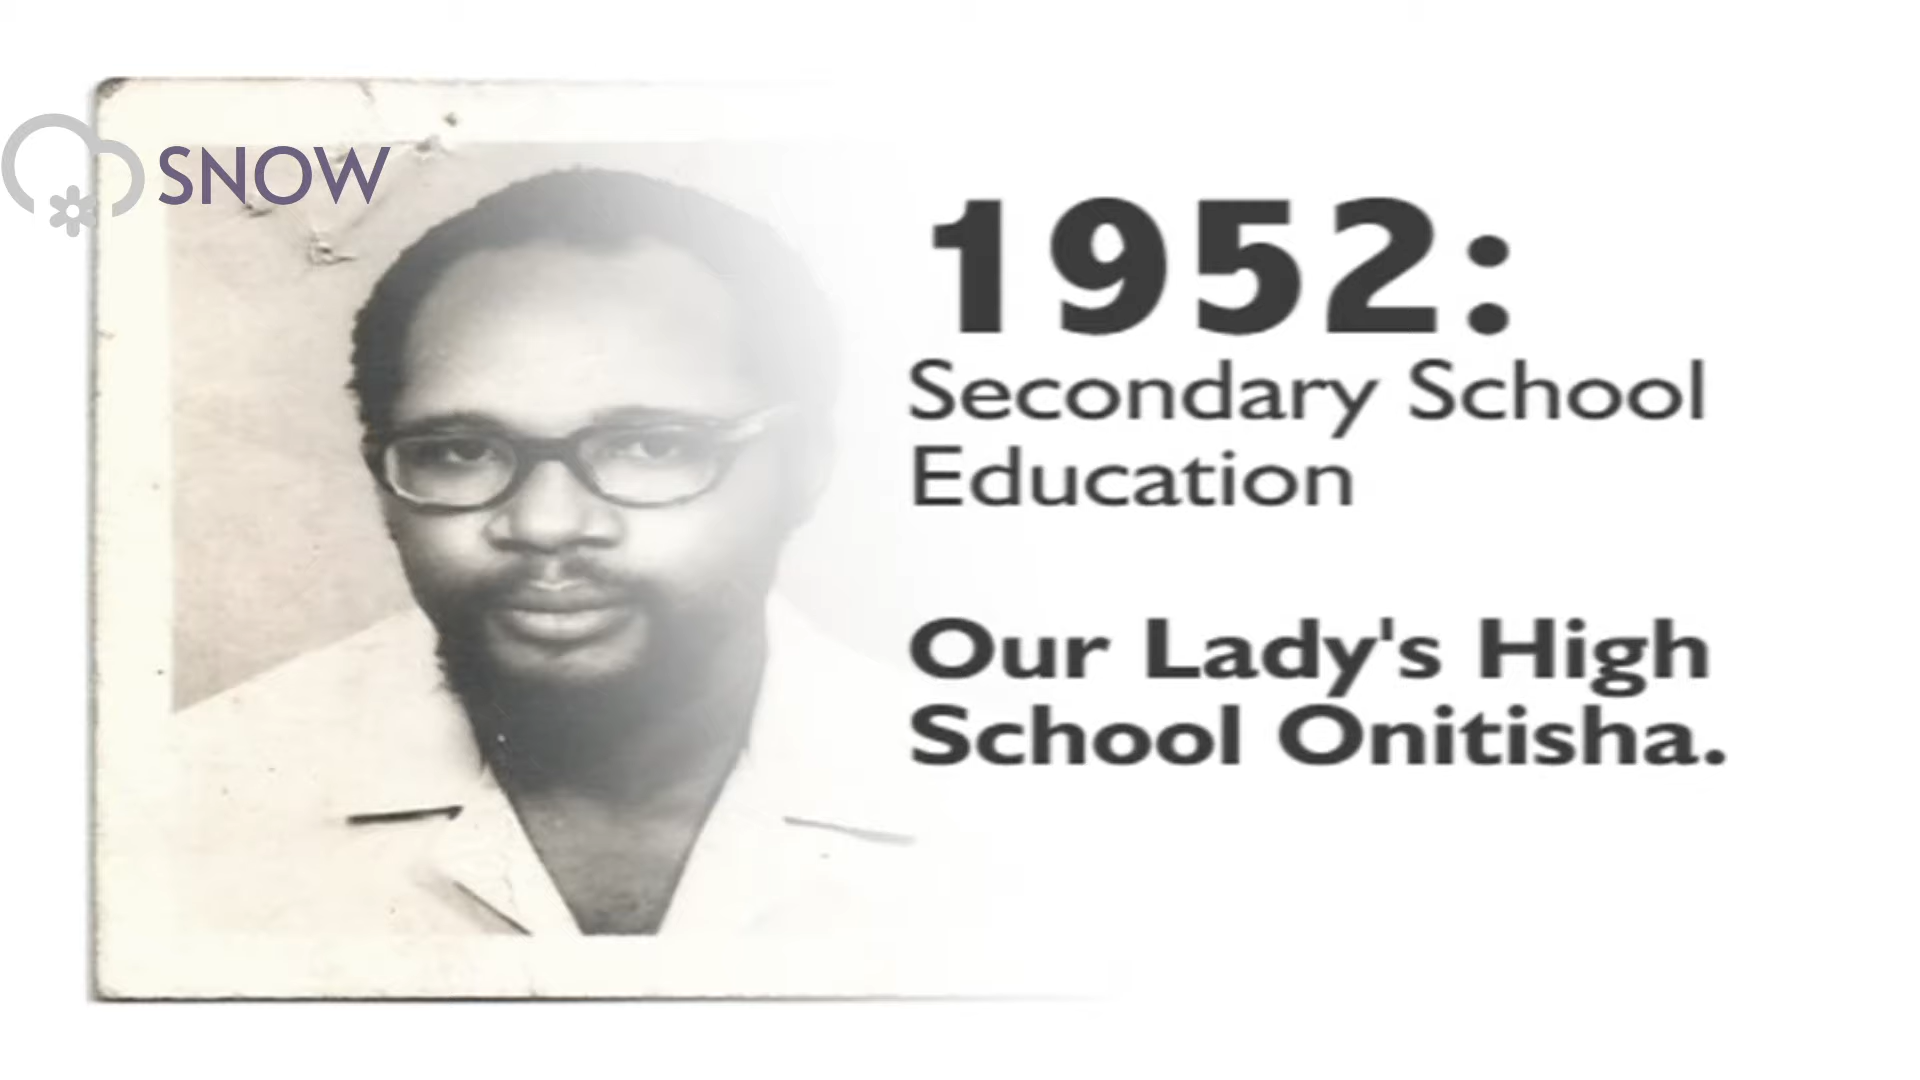 SNOW
1952:
Secondary School
Education
Our Lady's High
School Onitisha.